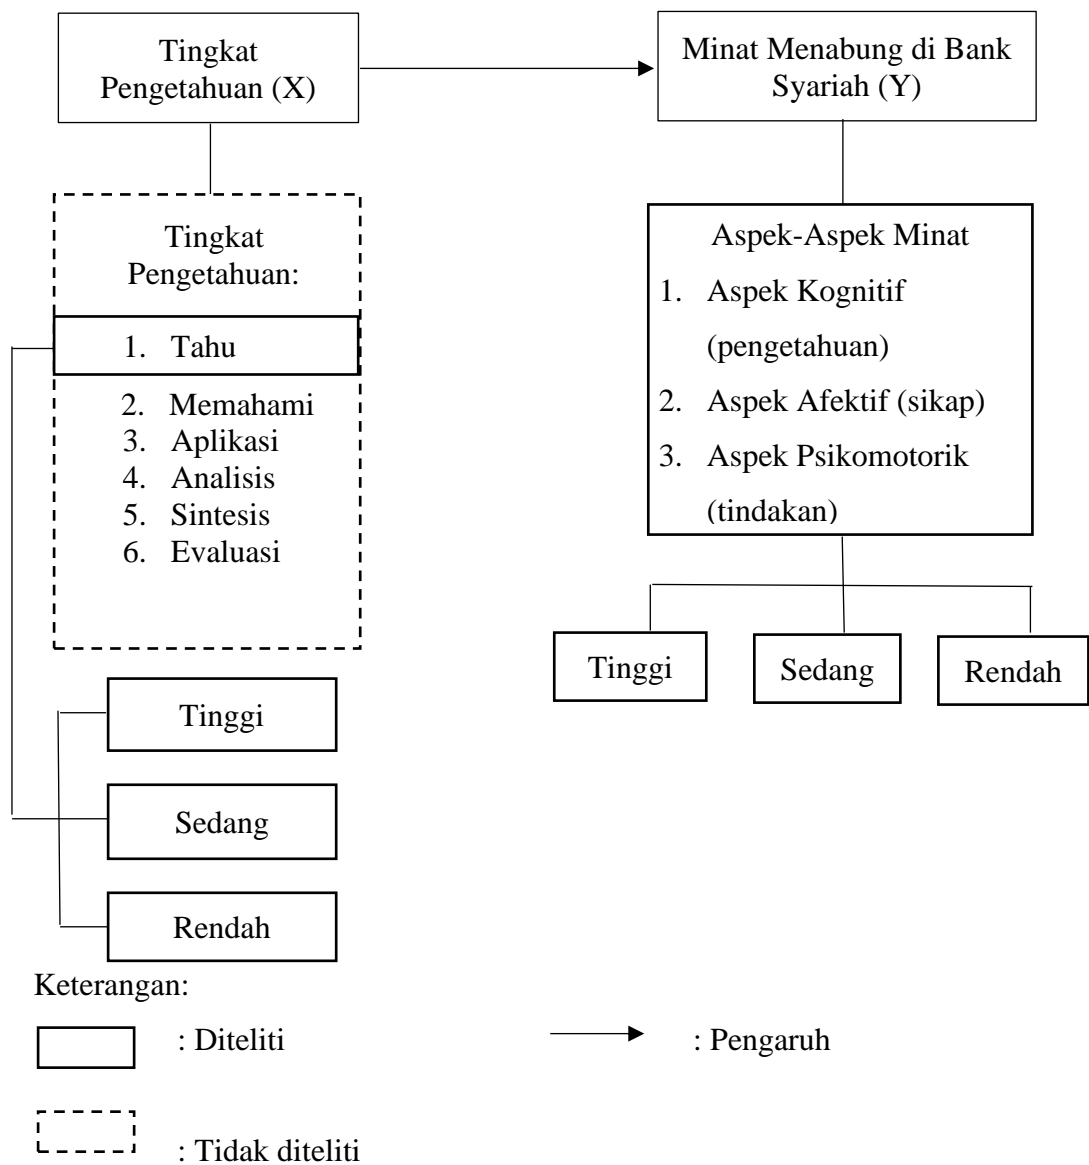 Tingkat
Pengetahuan (X)
Minat Menabung di Bank
Syariah (Y)
Tingkat
Pengetahuan:
1. Tahu
2. Memahami
3. Aplikasi
4. Analisis
5. Sintesis
6. Evaluasi
Aspek-Aspek Minat
1. Aspek Kognitif
(pengetahuan)
2. Aspek Afektif (sikap)
3. Aspek Psikomotorik
(tindakan)
Tinggi
Sedang
Rendah
Tinggi
Sedang
Rendah
Keterangan:
: Diteliti
: Pengaruh
: Tidak diteliti